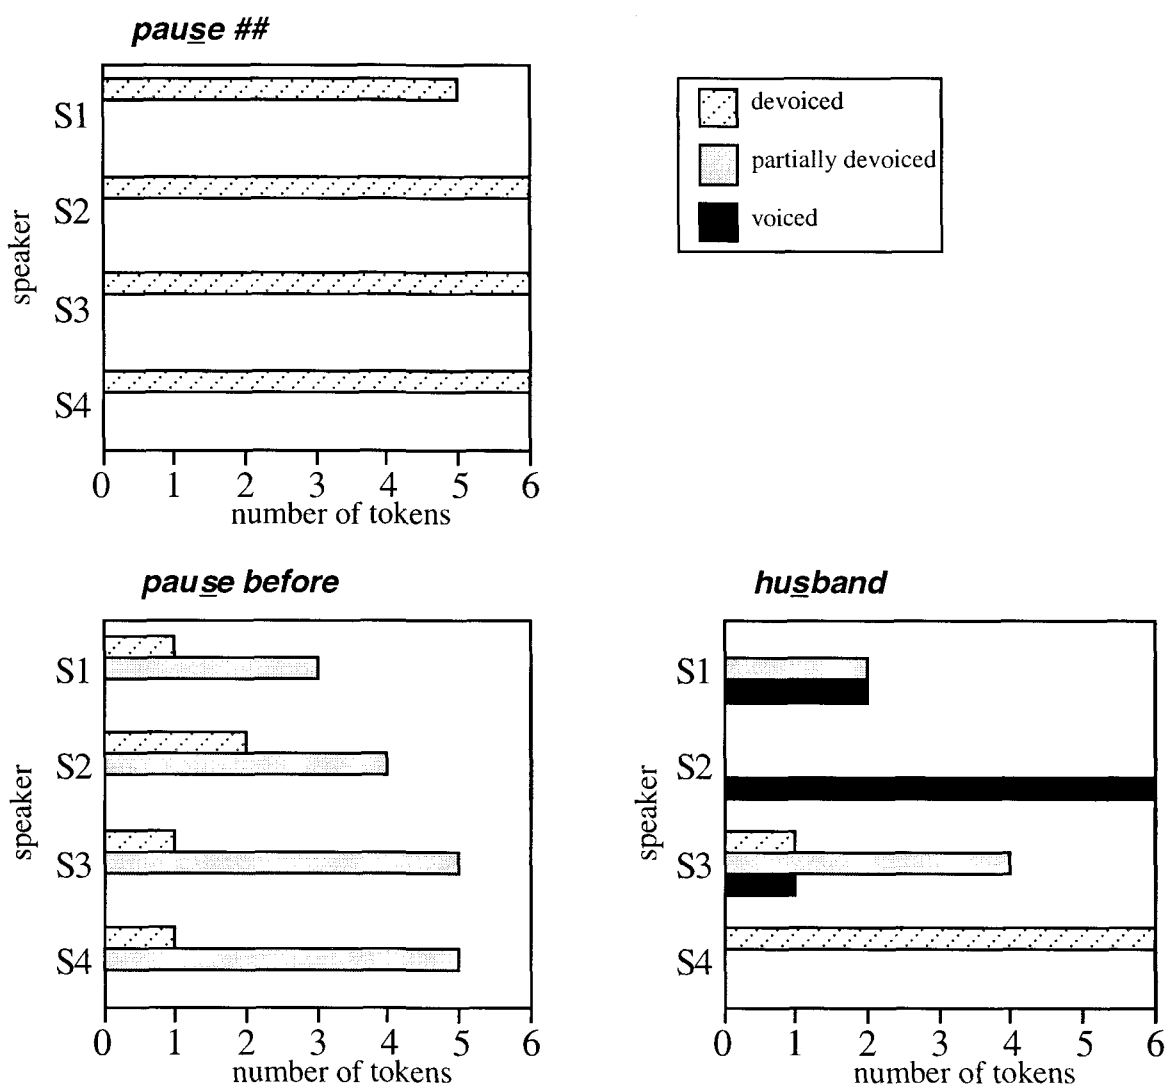 pause ##
S1
S2
S3
S4
speaker
0 1 2 3 4 5 6
number of tokens
devoiced
partially devoiced
voiced
pause before
S1
S2
S3
S4
speaker
0 1 2 3 4 5 6
number of tokens
husband
S1
S2
S3
S4
speaker
0 1 2 3 4 5 6
number of tokens